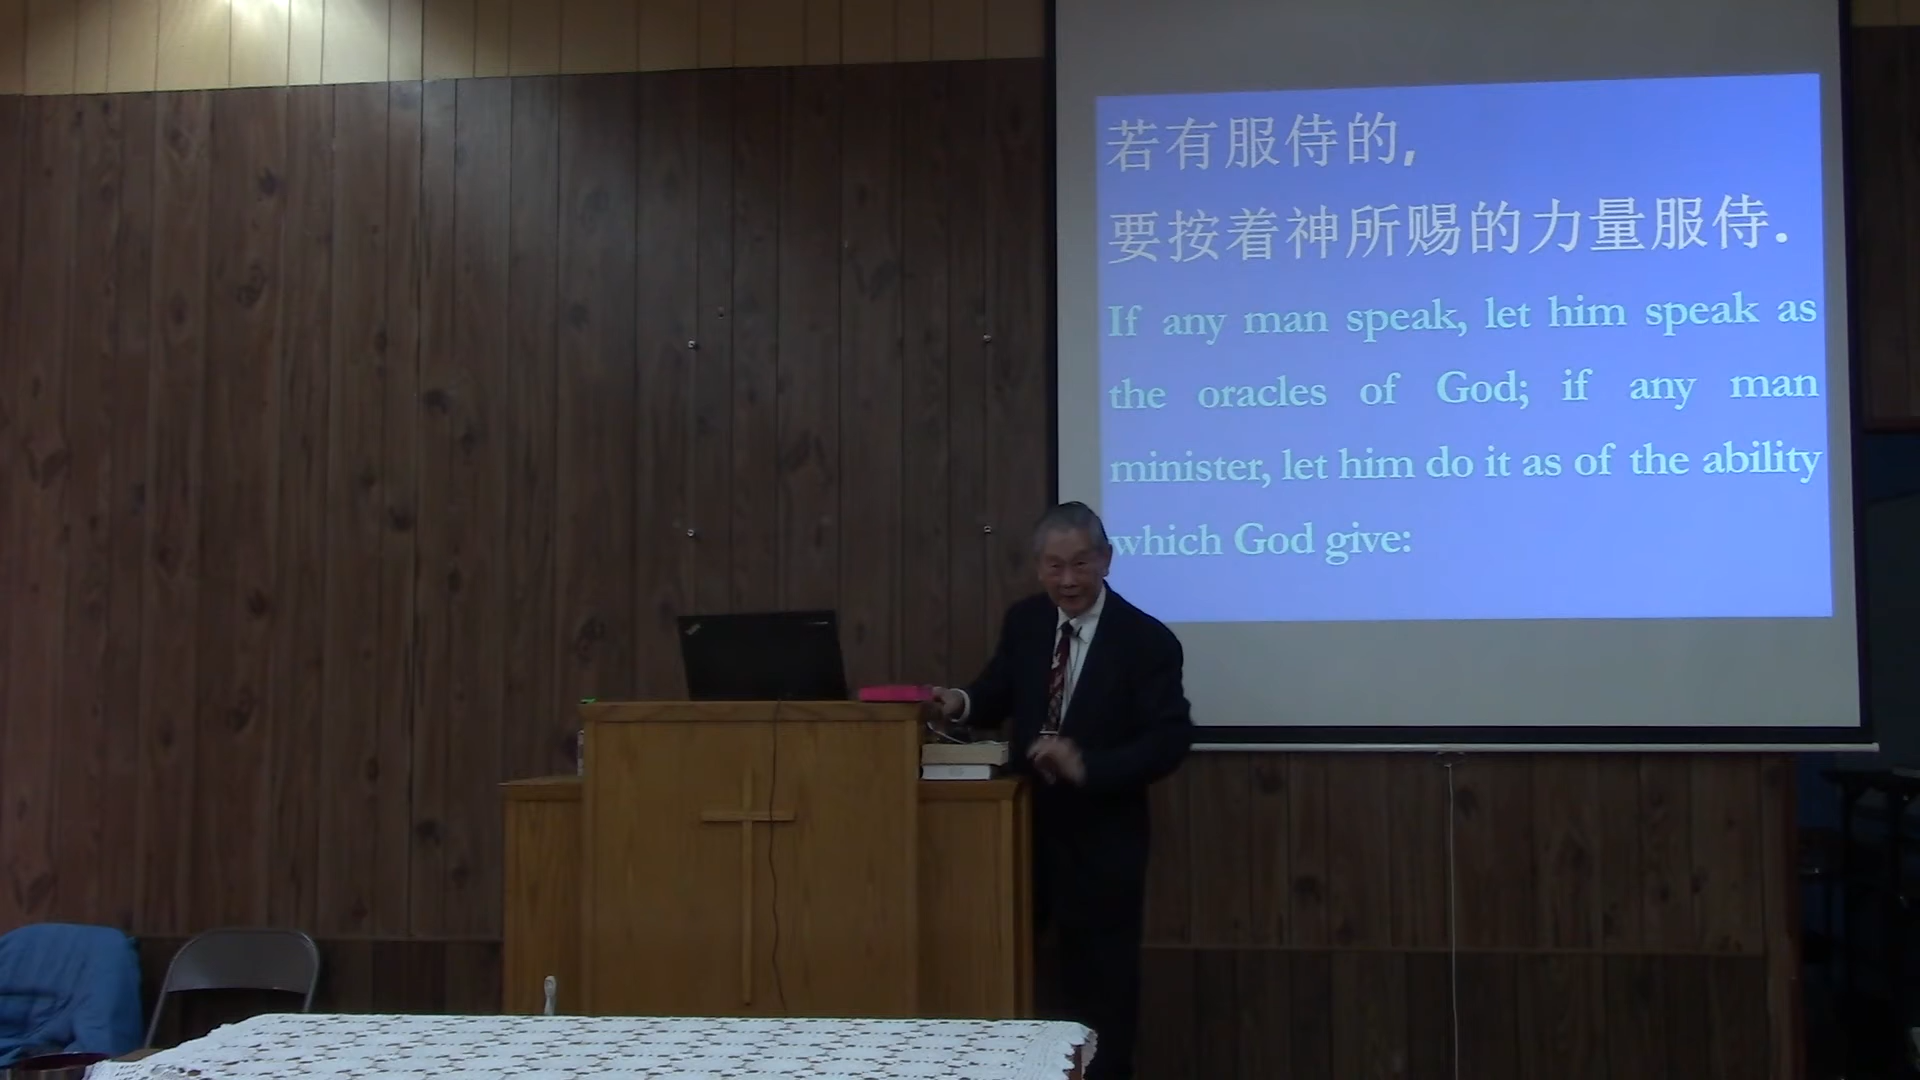 若有服侍的,
要按着神所赐的力量服侍.
If any man speak, let him speak as
the oracles of God; if any man
minister, let him do it as of the ability
which God give: